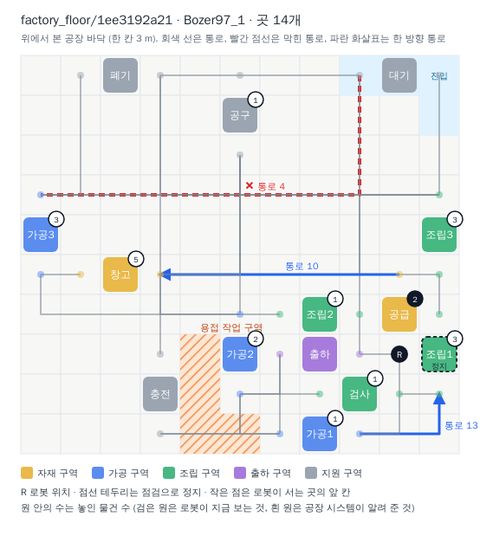 factory_floor/1ee3192a21 · Bozer97_1 · 곳 14개
위에서 본 공장 바닥 (한 칸 3 m). 회색 선은 통로, 빨간 점선은 막힌 통로, 파란 화살표는 한 방향 통로
폐기
대기
진입
공구
1
✖ 통로 4
가공3
3
조립3
3
창고
5
통로 10
조립2
1
공급
2
용접 작업 구역
가공2
2
출하
R
조립1
3
정지
충전
검사
1
가공1
1
통로 13
자재 구역
가공 구역
조립 구역
출하 구역
지원 구역
R 로봇 위치 · 점선 테두리는 점검으로 정지 · 작은 점은 로봇이 서는 곳의 앞 칸
원 안의 수는 놓인 물건 수 (검은 원은 로봇이 지금 보는 것, 흰 원은 공장 시스템이 알려 준 것)